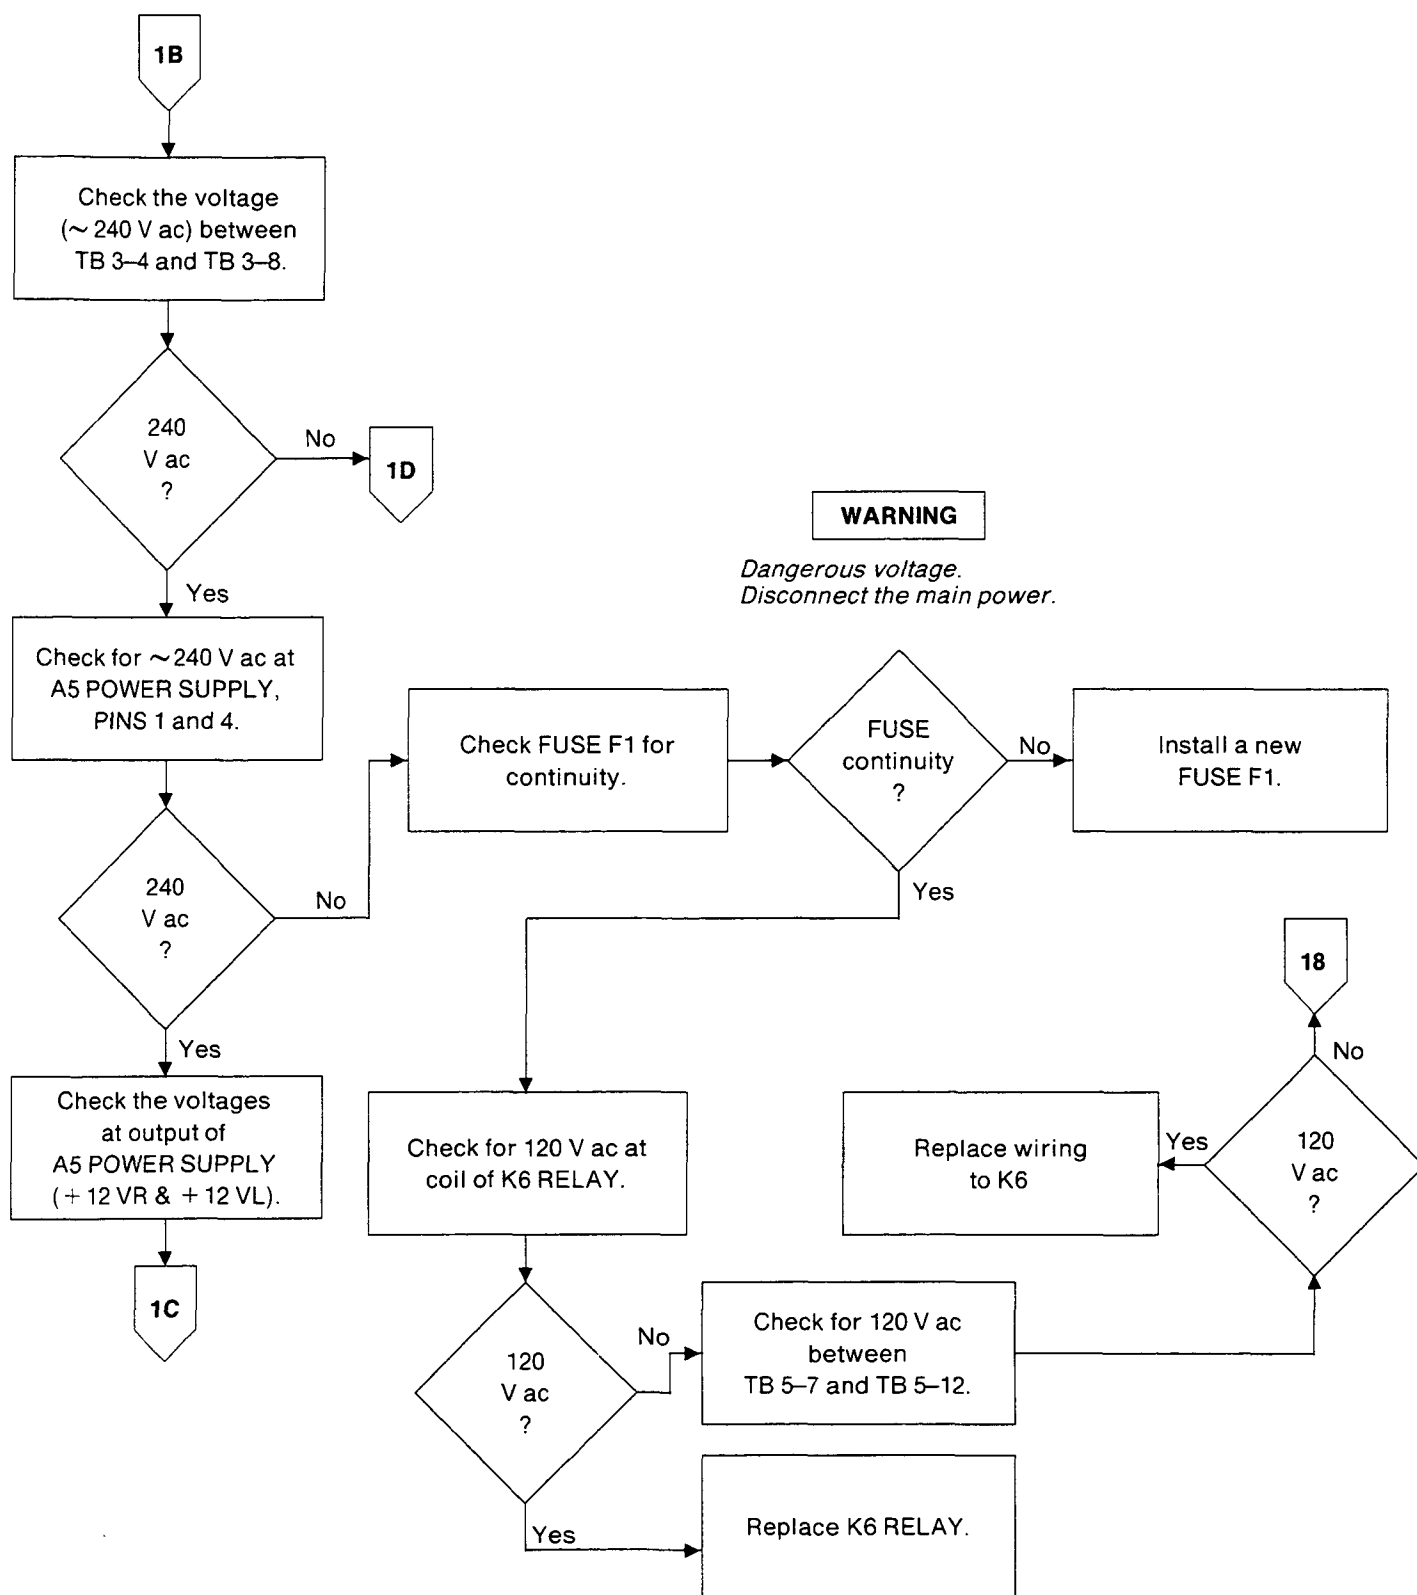 1B
Check the voltage
(~ 240 V ac) between
TB 3–4 and TB 3–8.
240
V ac
?
No
1D
Yes
WARNING
Dangerous voltage.
Disconnect the main power.
Check for ~ 240 V ac at
A5 POWER SUPPLY,
PINS 1 and 4.
Check FUSE F1 for
continuity.
FUSE
continuity
?
No
Install a new
FUSE F1.
Yes
240
V ac
?
No
Yes
18
No
Check the voltages
at output of
A5 POWER SUPPLY
(+ 12 VR & + 12 VL).
1C
Check for 120 V ac at
coil of K6 RELAY.
Replace wiring
to K6
Yes
120
V ac
?
120
V ac
?
No
Check for 120 V ac
between
TB 5–7 and TB 5–12.
Yes
Replace K6 RELAY.